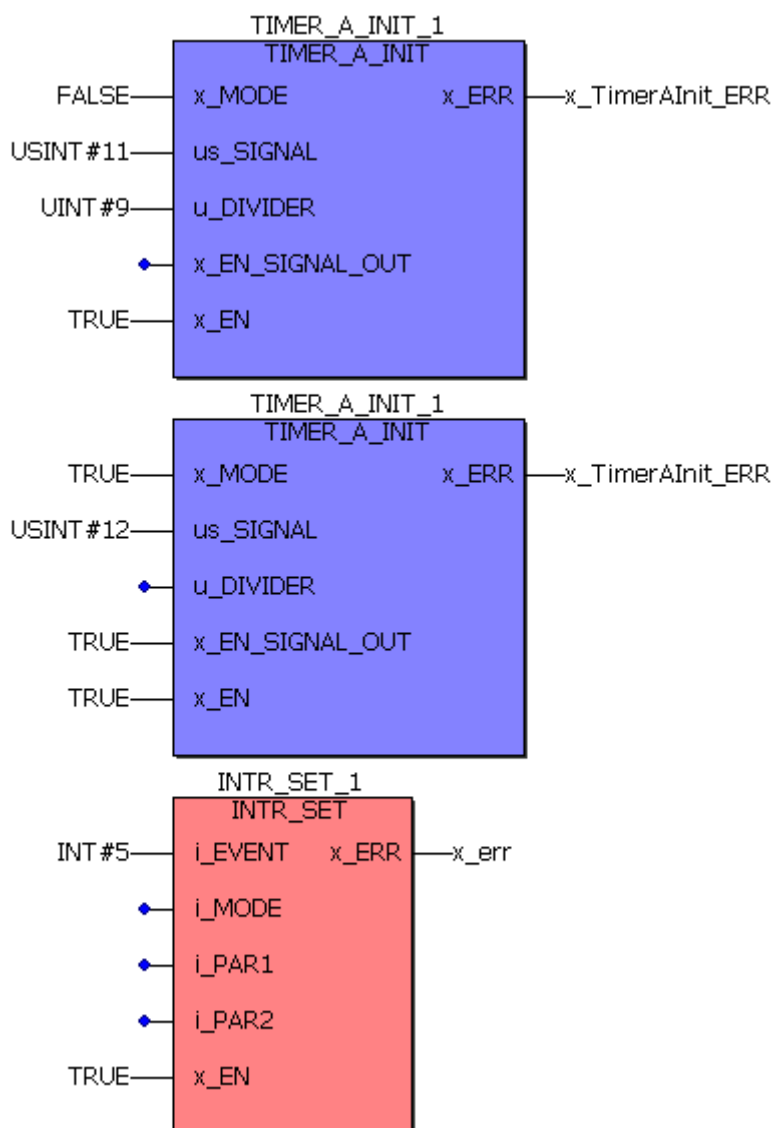 TIMER_A_INIT_1
TIMER_A_INIT
FALSE x_MODE x_ERR x_TimerAInit_ERR
USINT#11 us_SIGNAL
UINT#9 u_DIVIDER
x_EN_SIGNAL_OUT
TRUE x_EN
TIMER_A_INIT_1
TIMER_A_INIT
TRUE x_MODE x_ERR x_TimerAInit_ERR
USINT#12 us_SIGNAL
u_DIVIDER
TRUE x_EN_SIGNAL_OUT
TRUE x_EN
INTR_SET_1
INTR_SET
INT#5 i_EVENT x_ERR x_err
i_MODE
i_PAR1
i_PAR2
TRUE x_EN